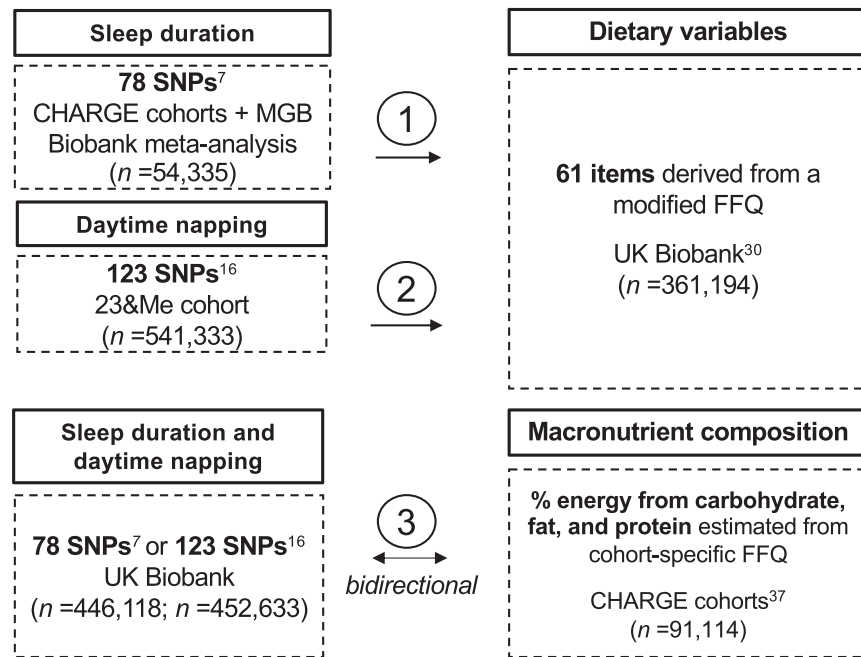 Sleep duration
78 SNPs⁷
CHARGE cohorts + MGB
Biobank meta-analysis
(n =54,335)
Daytime napping
123 SNPs¹⁶
23&Me cohort
(n =541,333)
1
2
Dietary variables
61 items derived from a
modified FFQ
UK Biobank³⁰
(n =361,194)
Sleep duration and
daytime napping
78 SNPs⁷ or 123 SNPs¹⁶
UK Biobank
(n =446,118; n =452,633)
3
bidirectional
Macronutrient composition
% energy from carbohydrate,
fat, and protein estimated from
cohort-specific FFQ
CHARGE cohorts³⁷
(n =91,114)